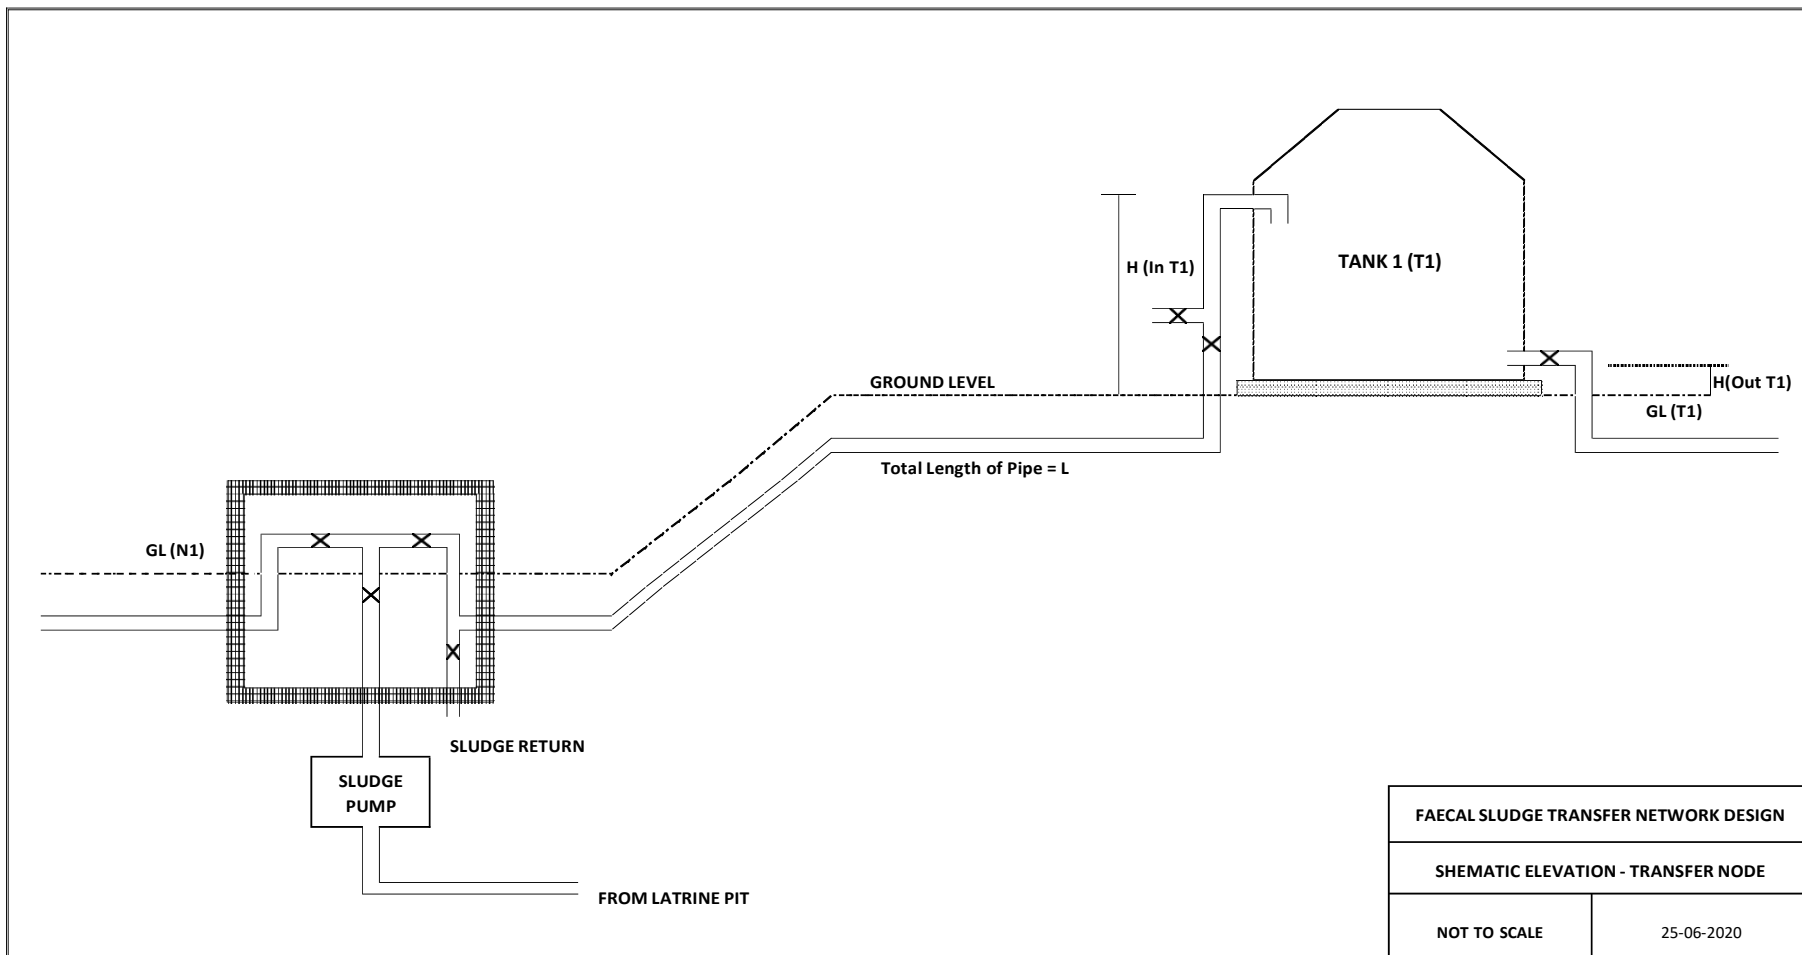 TANK 1 (T1)
H (In T1)
GROUND LEVEL
H(Out T1)
GL (T1)
Total Length of Pipe = L
GL (N1)
SLUDGE RETURN
SLUDGE
PUMP
FROM LATRINE PIT
FAECAL SLUDGE TRANSFER NETWORK DESIGN
SHEMATIC ELEVATION - TRANSFER NODE
NOT TO SCALE
25-06-2020